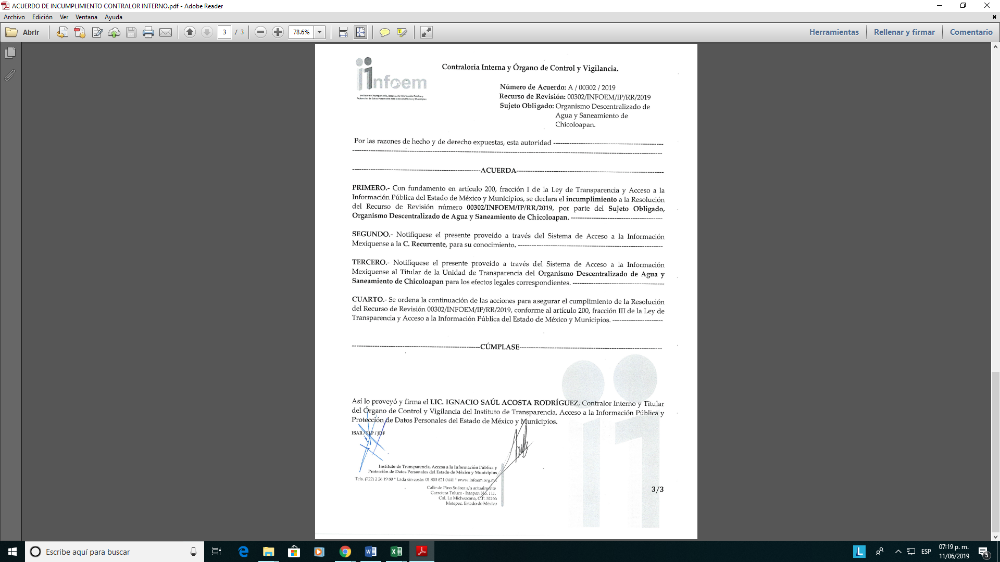 ACUERDO DE INCUMPLIMIENTO CONTRALOR INTERNO.pdf - Adobe Reader
Archivo Edición Ver Ventana Ayuda
Abrir 3 / 3 78.6% Herramientas Rellenar y firmar Comentario
infoem
Instituto de Transparencia, Acceso a la Información Pública y
Protección de Datos Personales del Estado de México y Municipios
Contraloría Interna y Órgano de Control y Vigilancia.
Número de Acuerdo: A / 00302 / 2019
Recurso de Revisión: 00302/INFOEM/IP/RR/2019
Sujeto Obligado: Organismo Descentralizado de
Agua y Saneamiento de
Chicoloapan.
Por las razones de hecho y de derecho expuestas, esta autoridad ------------------------------------------------
----------------------------------------------------------------------------------------------------------------------------------------
--------------------------------------------------------ACUERDA----------------------------------------------------------------
PRIMERO.- Con fundamento en artículo 200, fracción I de la Ley de Transparencia y Acceso a la
Información Pública del Estado de México y Municipios, se declara el incumplimiento a la Resolución
del Recurso de Revisión número 00302/INFOEM/IP/RR/2019, por parte del Sujeto Obligado,
Organismo Descentralizado de Agua y Saneamiento de Chicoloapan. ----------------------------------------
SEGUNDO.- Notifíquese el presente proveído a través del Sistema de Acceso a la Información
Mexiquense a la C. Recurrente, para su conocimiento. ---------------------------------------------------------------
TERCERO.- Notifíquese el presente proveído a través del Sistema de Acceso a la Información
Mexiquense al Titular de la Unidad de Transparencia del Organismo Descentralizado de Agua y
Saneamiento de Chicoloapan para los efectos legales correspondientes. ----------------------------------------
CUARTO.- Se ordena la continuación de las acciones para asegurar el cumplimiento de la Resolución
del Recurso de Revisión 00302/INFOEM/IP/RR/2019, conforme al artículo 200, fracción III de la Ley de
Transparencia y Acceso a la Información Pública del Estado de México y Municipios. ----------------------
--------------------------------------------------------CÚMPLASE--------------------------------------------------------------
Así lo proveyó y firma el LIC. IGNACIO SAÚL ACOSTA RODRÍGUEZ, Contralor Interno y Titular
del Órgano de Control y Vigilancia del Instituto de Transparencia, Acceso a la Información Pública y
Protección de Datos Personales del Estado de México y Municipios.
ISAR / FLP / JDF
Instituto de Transparencia, Acceso a la Información Pública y
Protección de Datos Personales del Estado de México y Municipios
Tels. (722) 2 26 19 80 * Lada sin costo: 01 800 821 0441 * www.infoem.org.mx
Calle de Pino Suárez s/n actualmente
Carretera Toluca - Ixtapan No. 111,
Col. La Michoacana, C.P. 52166
Metepec, Estado de México
3/3
Escribe aquí para buscar
ESP
07:19 p. m.
11/06/2019
5